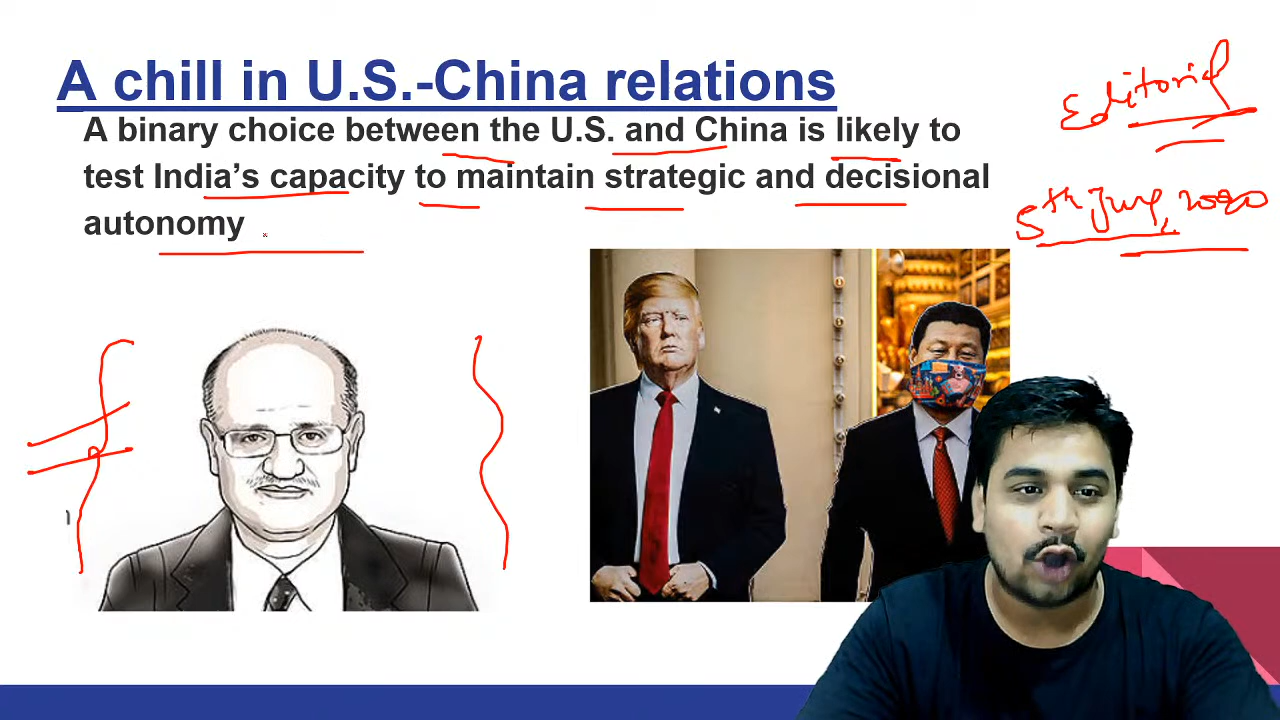 A chill in U.S.-China relations
A binary choice between the U.S. and China is likely to
test India's capacity to maintain strategic and decisional
autonomy
Editorial
5th June, 2020